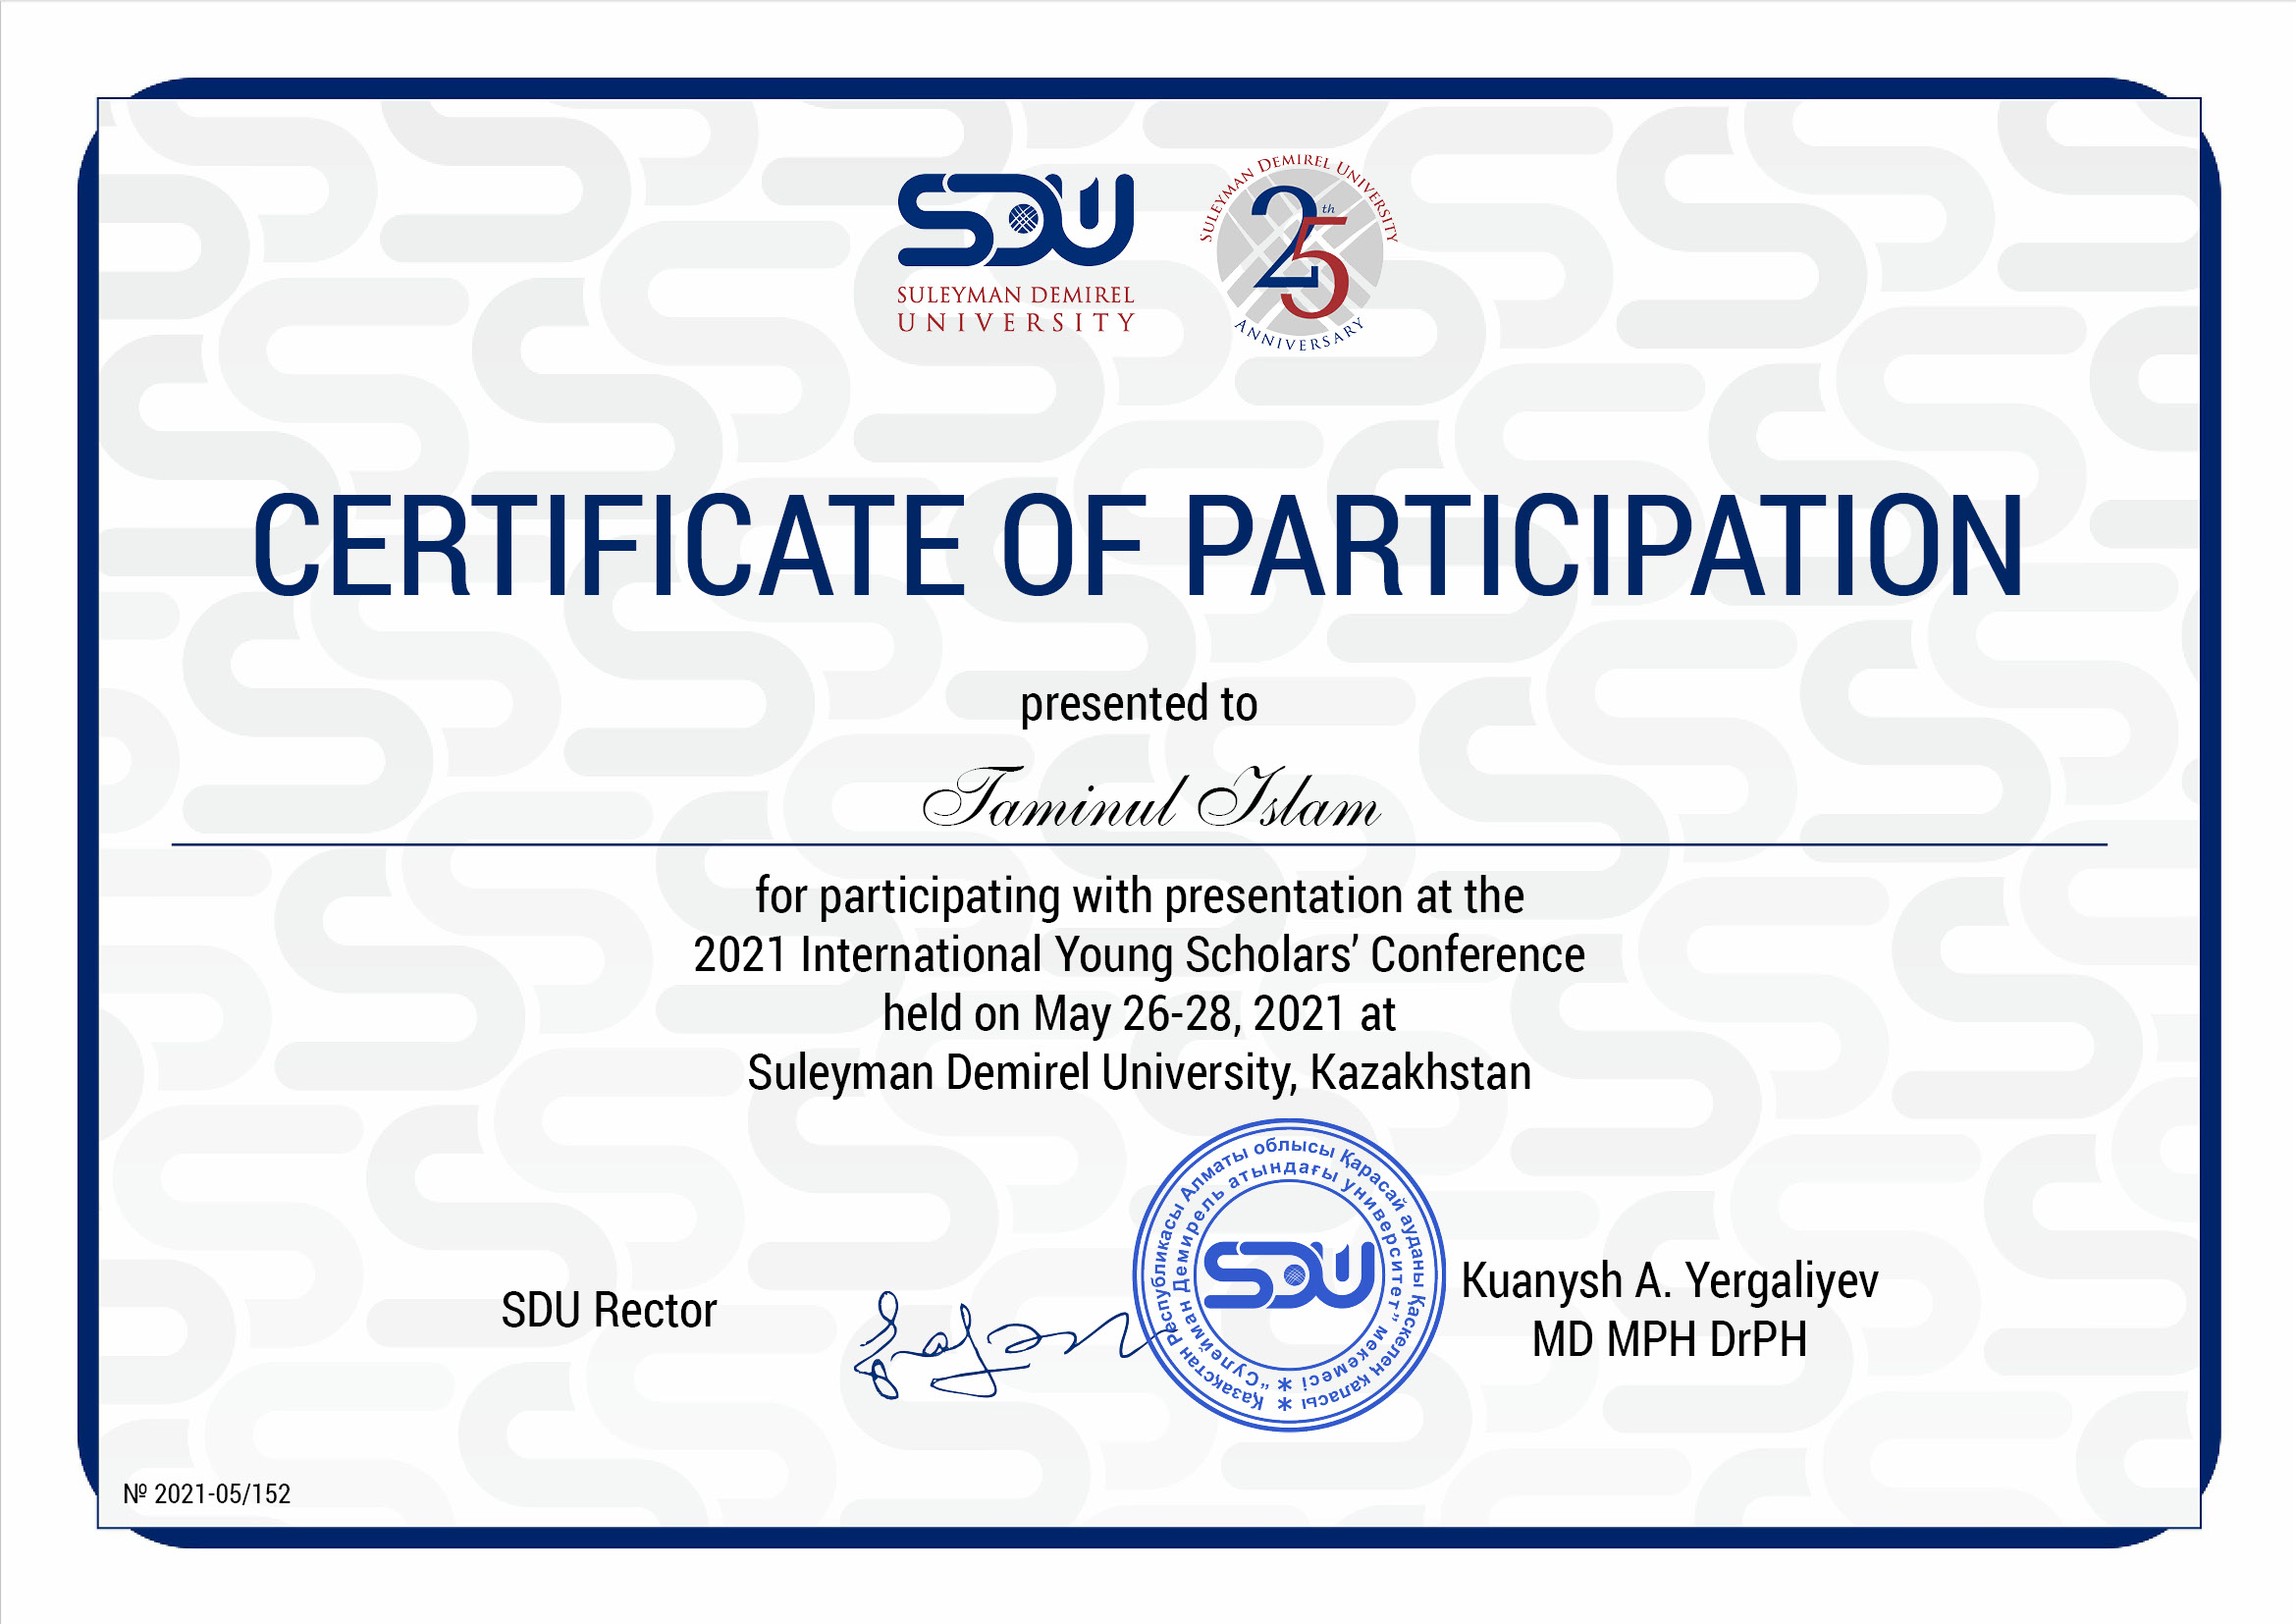 SDU
SULEYMAN DEMIREL
UNIVERSITY
SULEYMAN DEMIREL UNIVERSITY
25th
ANNIVERSARY
CERTIFICATE OF PARTICIPATION
presented to
Taminul Islam
for participating with presentation at the
2021 International Young Scholars’ Conference
held on May 26-28, 2021 at
Suleyman Demirel University, Kazakhstan
SDU Rector
Қазақстан Республикасы Алматы облысы Қарасай ауданы Қаскелең қаласы *
“Сулейман Демирель атындағы университет” мекемесі *
SDU
Kuanysh A. Yergaliyev
MD MPH DrPH
№ 2021-05/152